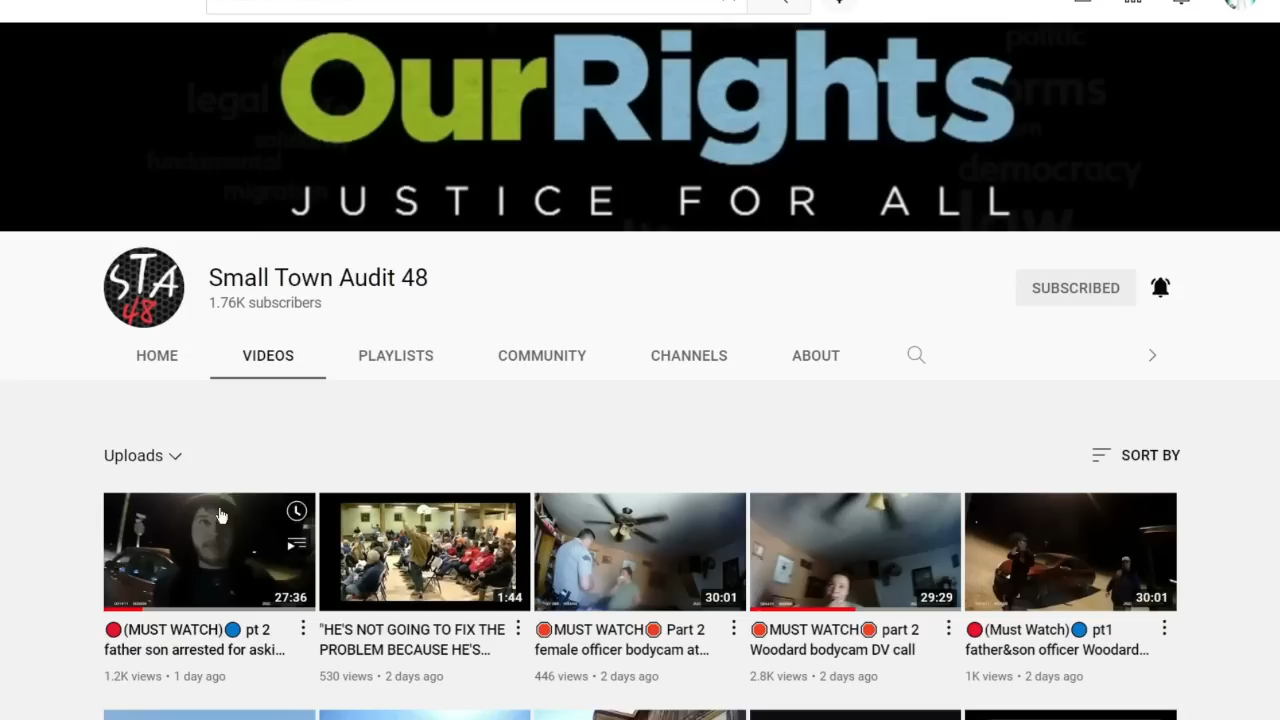 OurRights
JUSTICE FOR ALL
legal
politic
forms
fundamental
migration
democracy
law
STA
48
Small Town Audit 48
1.76K subscribers
SUBSCRIBED
HOME
VIDEOS
PLAYLISTS
COMMUNITY
CHANNELS
ABOUT
Uploads
SORT BY
27:36
1:44
30:01
29:29
30:01
🔴(MUST WATCH)🔵 pt 2
father son arrested for aski...
1.2K views • 1 day ago
"HE'S NOT GOING TO FIX THE
PROBLEM BECAUSE HE'S...
530 views • 2 days ago
🛑MUST WATCH🛑 Part 2
female officer bodycam at...
446 views • 2 days ago
🛑MUST WATCH🛑 part 2
Woodard bodycam DV call
2.8K views • 2 days ago
🔴(Must Watch)🔵 pt1
father&son officer Woodard...
1K views • 2 days ago